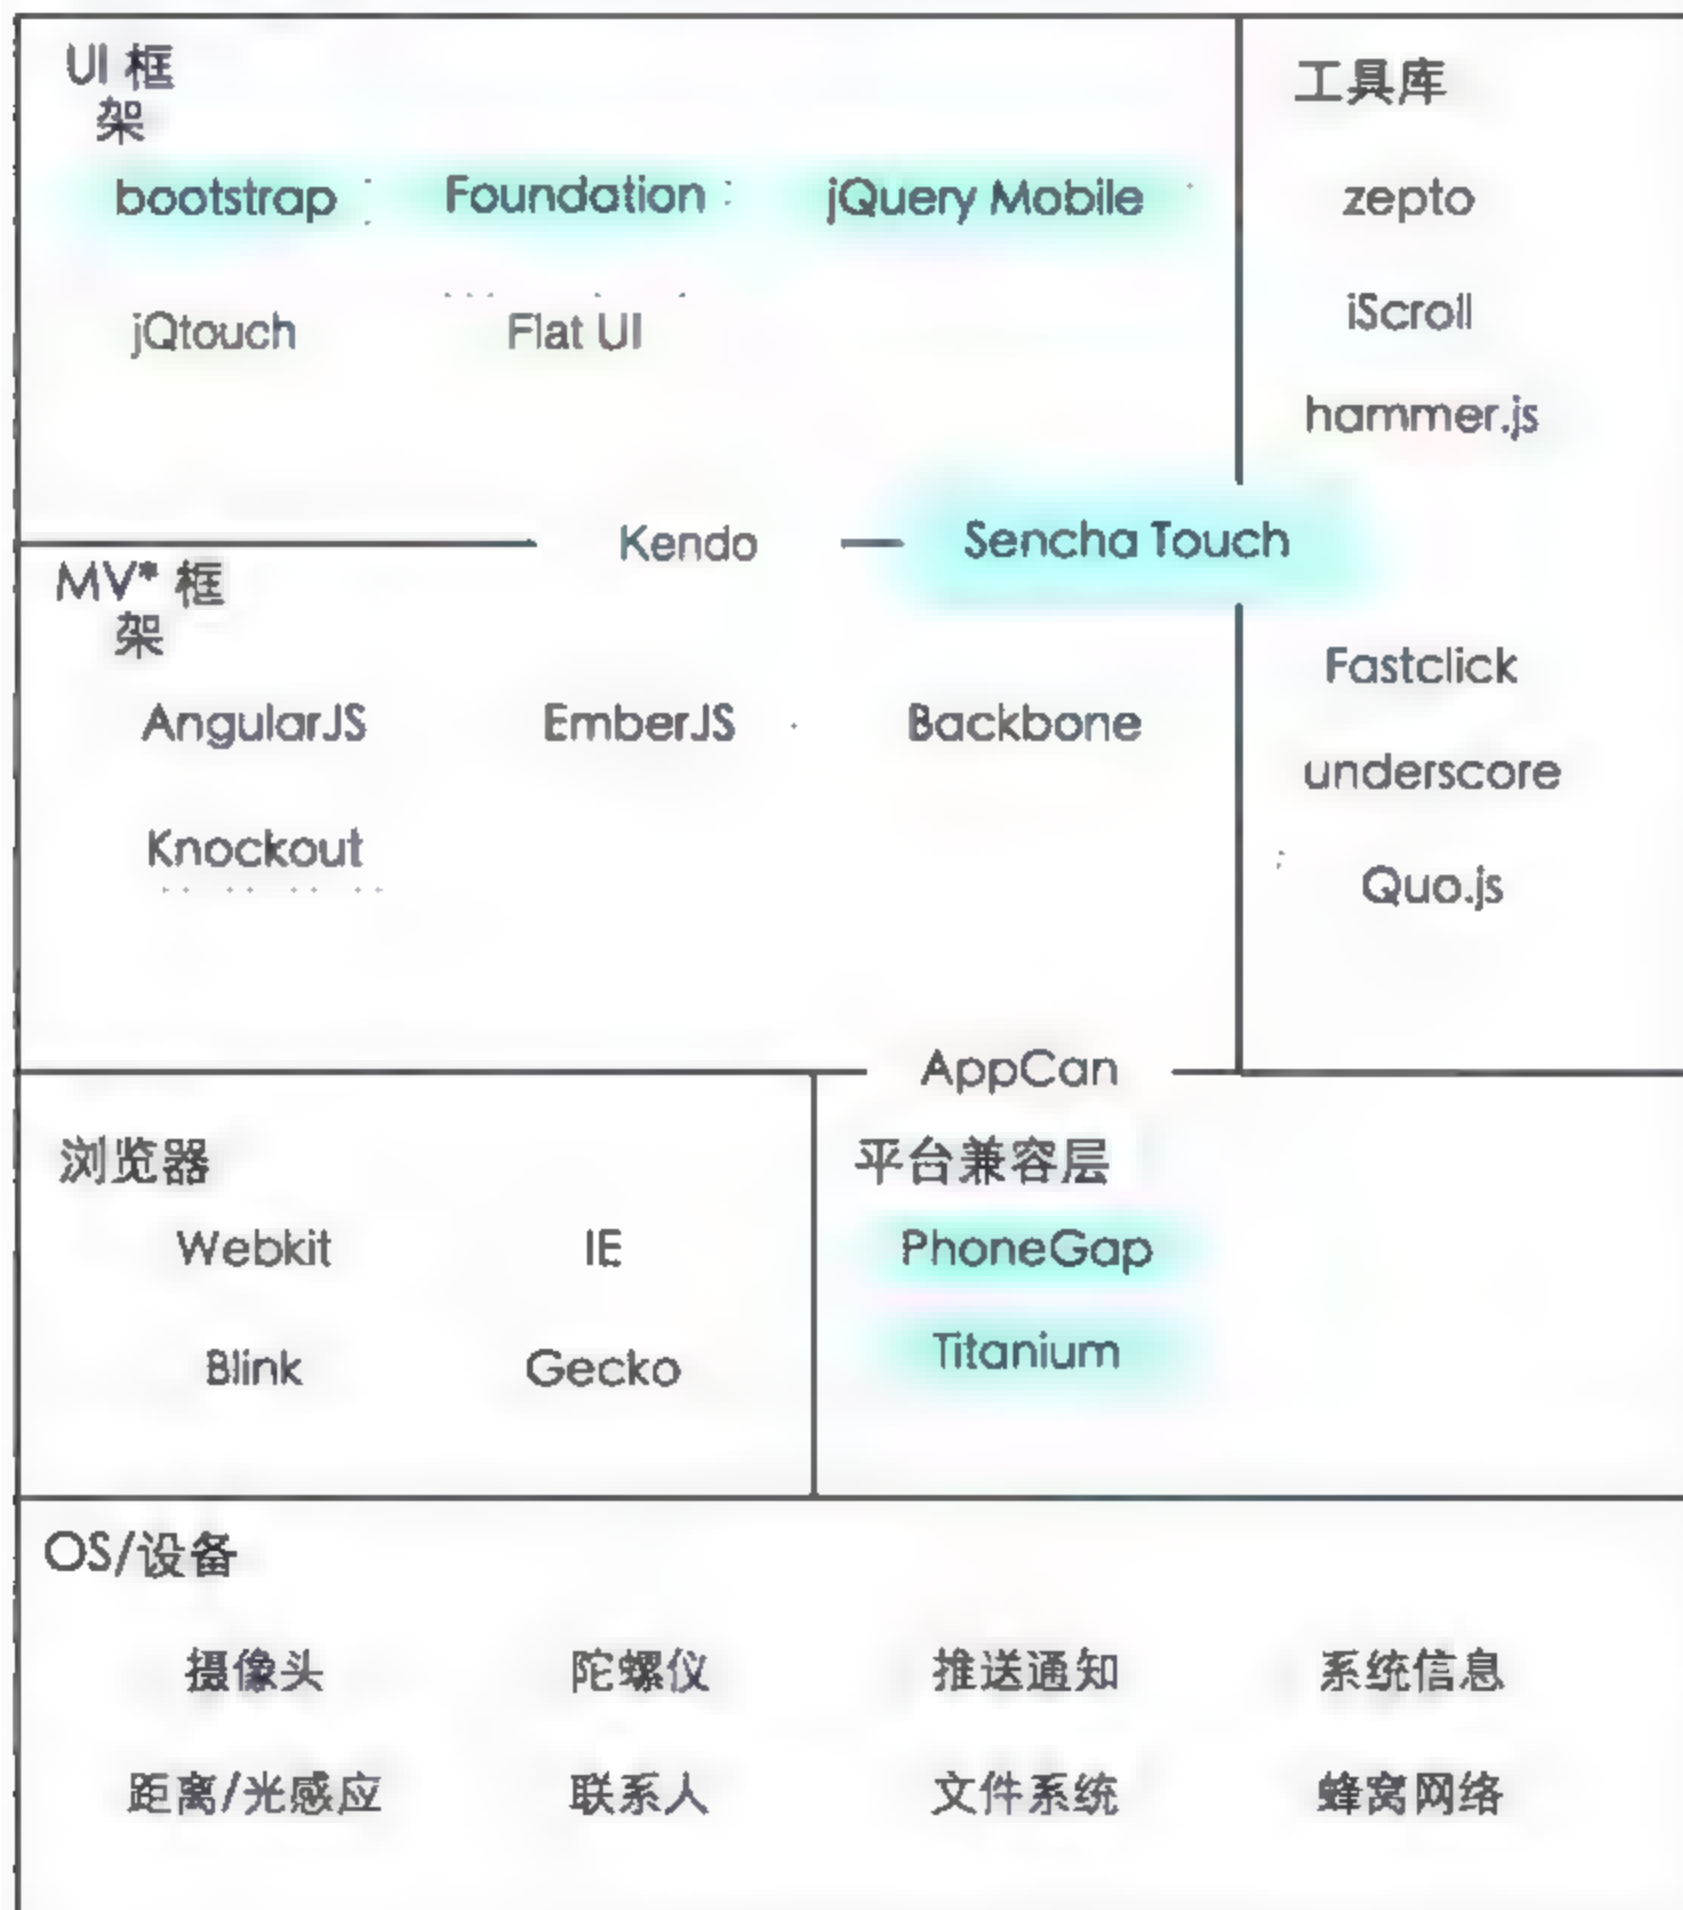 UI 框
架
bootstrap Foundation jQuery Mobile
jQtouch Flat UI
工具库
zepto
iScroll
hammer.js
Kendo Sencha Touch
MV* 框
架
AngularJS EmberJS Backbone
Knockout
Fastclick
underscore
Quo.js
AppCan
浏览器
Webkit IE
Blink Gecko
平台兼容层
PhoneGap
Titanium
OS/设备
摄像头 陀螺仪 推送通知 系统信息
距离/光感应 联系人 文件系统 蜂窝网络